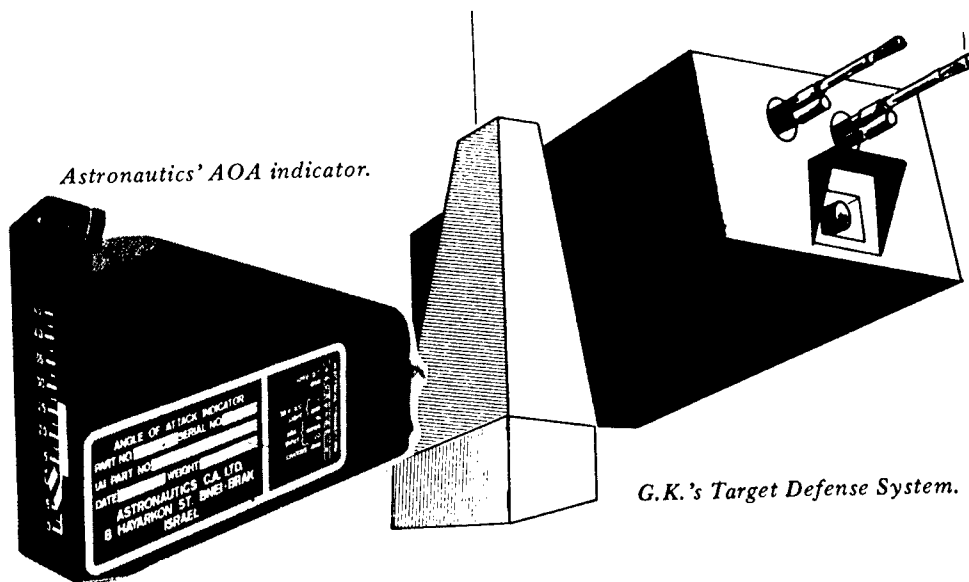 Astronautics' AOA indicator.
ANGLE OF ATTACK INDICATOR
PART NO SERIAL NO
IAI PART NO
DATE WEIGHT
ASTRONAUTICS C.A. LTD.
8 HAYARKON ST. BNEI-BRAK
ISRAEL
G.K.'s Target Defense System.